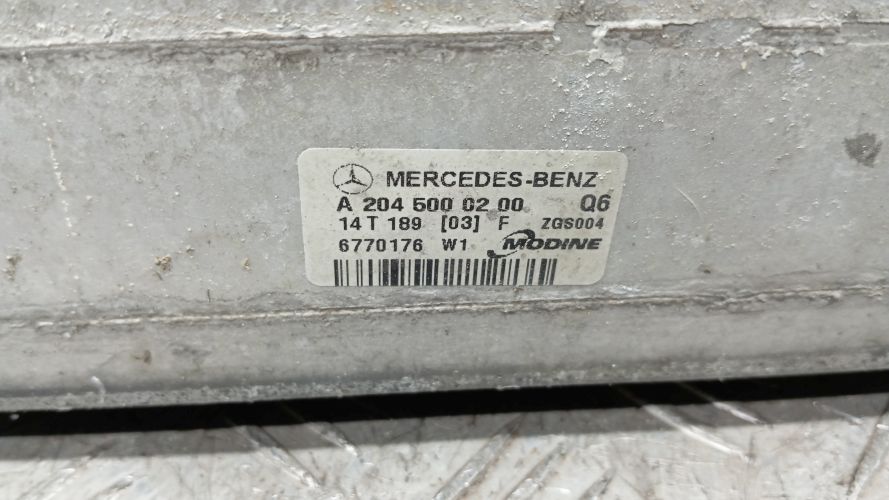 MERCEDES-BENZ
A 204 500 02 00 Q6
14 T 189 [03] F ZGS004
6770176 W1 MODINE